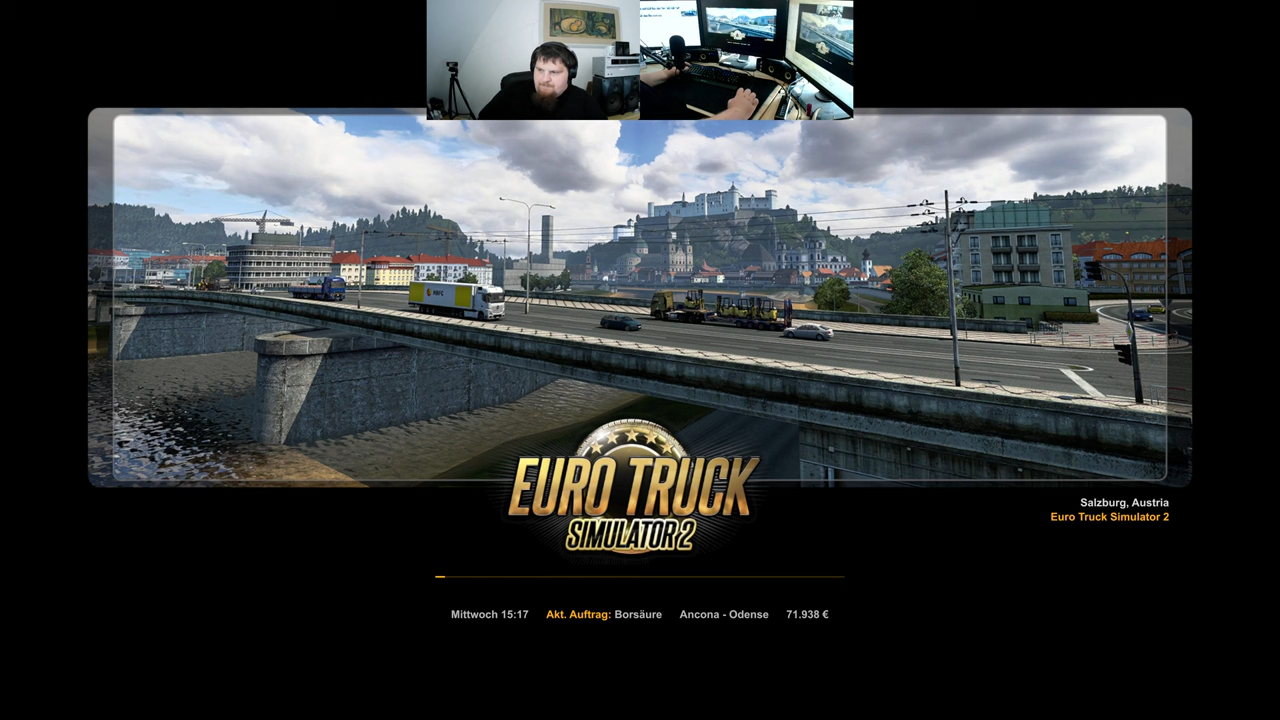 EURO TRUCK
SIMULATOR 2
Salzburg, Austria
Euro Truck Simulator 2
Mittwoch 15:17 Akt. Auftrag: Borsäure Ancona - Odense 71.938 €